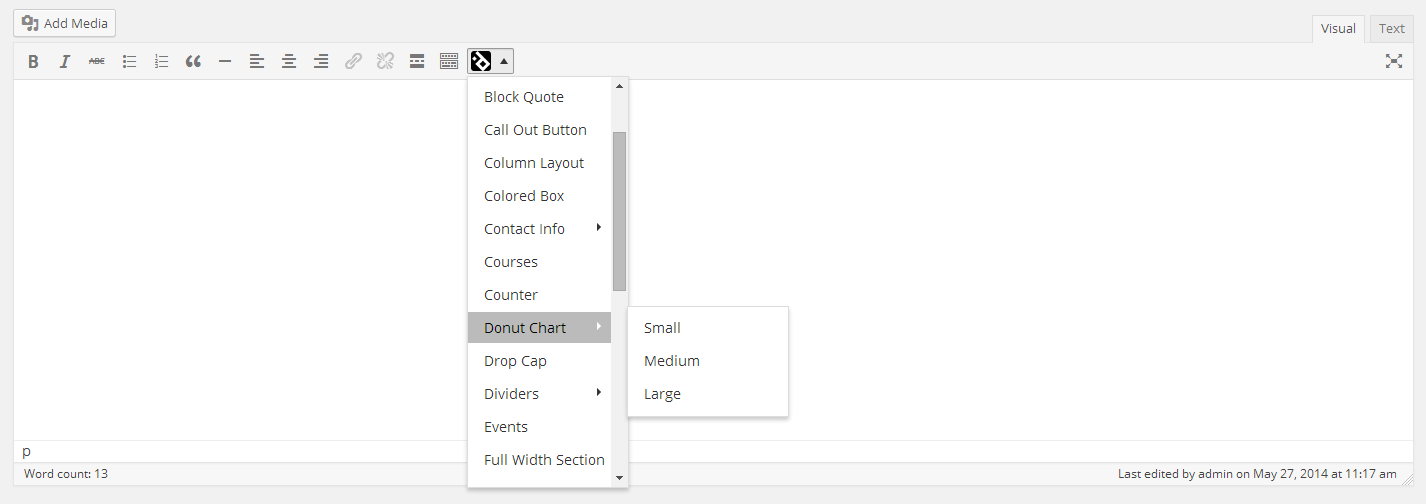 Add Media
Visual Text
B I ABC
Block Quote
Call Out Button
Column Layout
Colored Box
Contact Info
Courses
Counter
Donut Chart
Small
Drop Cap
Medium
Dividers
Large
Events
Full Width Section
p
Word count: 13
Last edited by admin on May 27, 2014 at 11:17 am